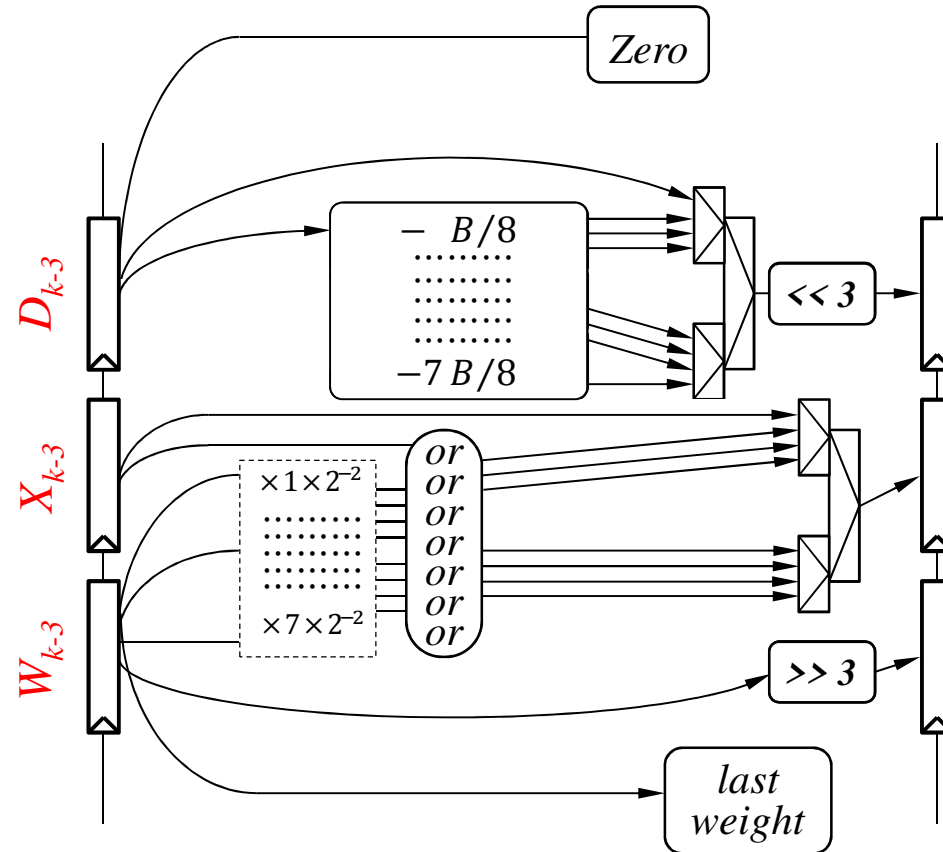 Zero
D_{k-3}
− B/8
.........
.........
.........
.........
.........
−7 B/8
<< 3
X_{k-3}
×1×2^{−2}
.........
.........
.........
.........
×7×2^{−2}
or
or
or
or
or
or
or
W_{k-3}
>> 3
last
weight